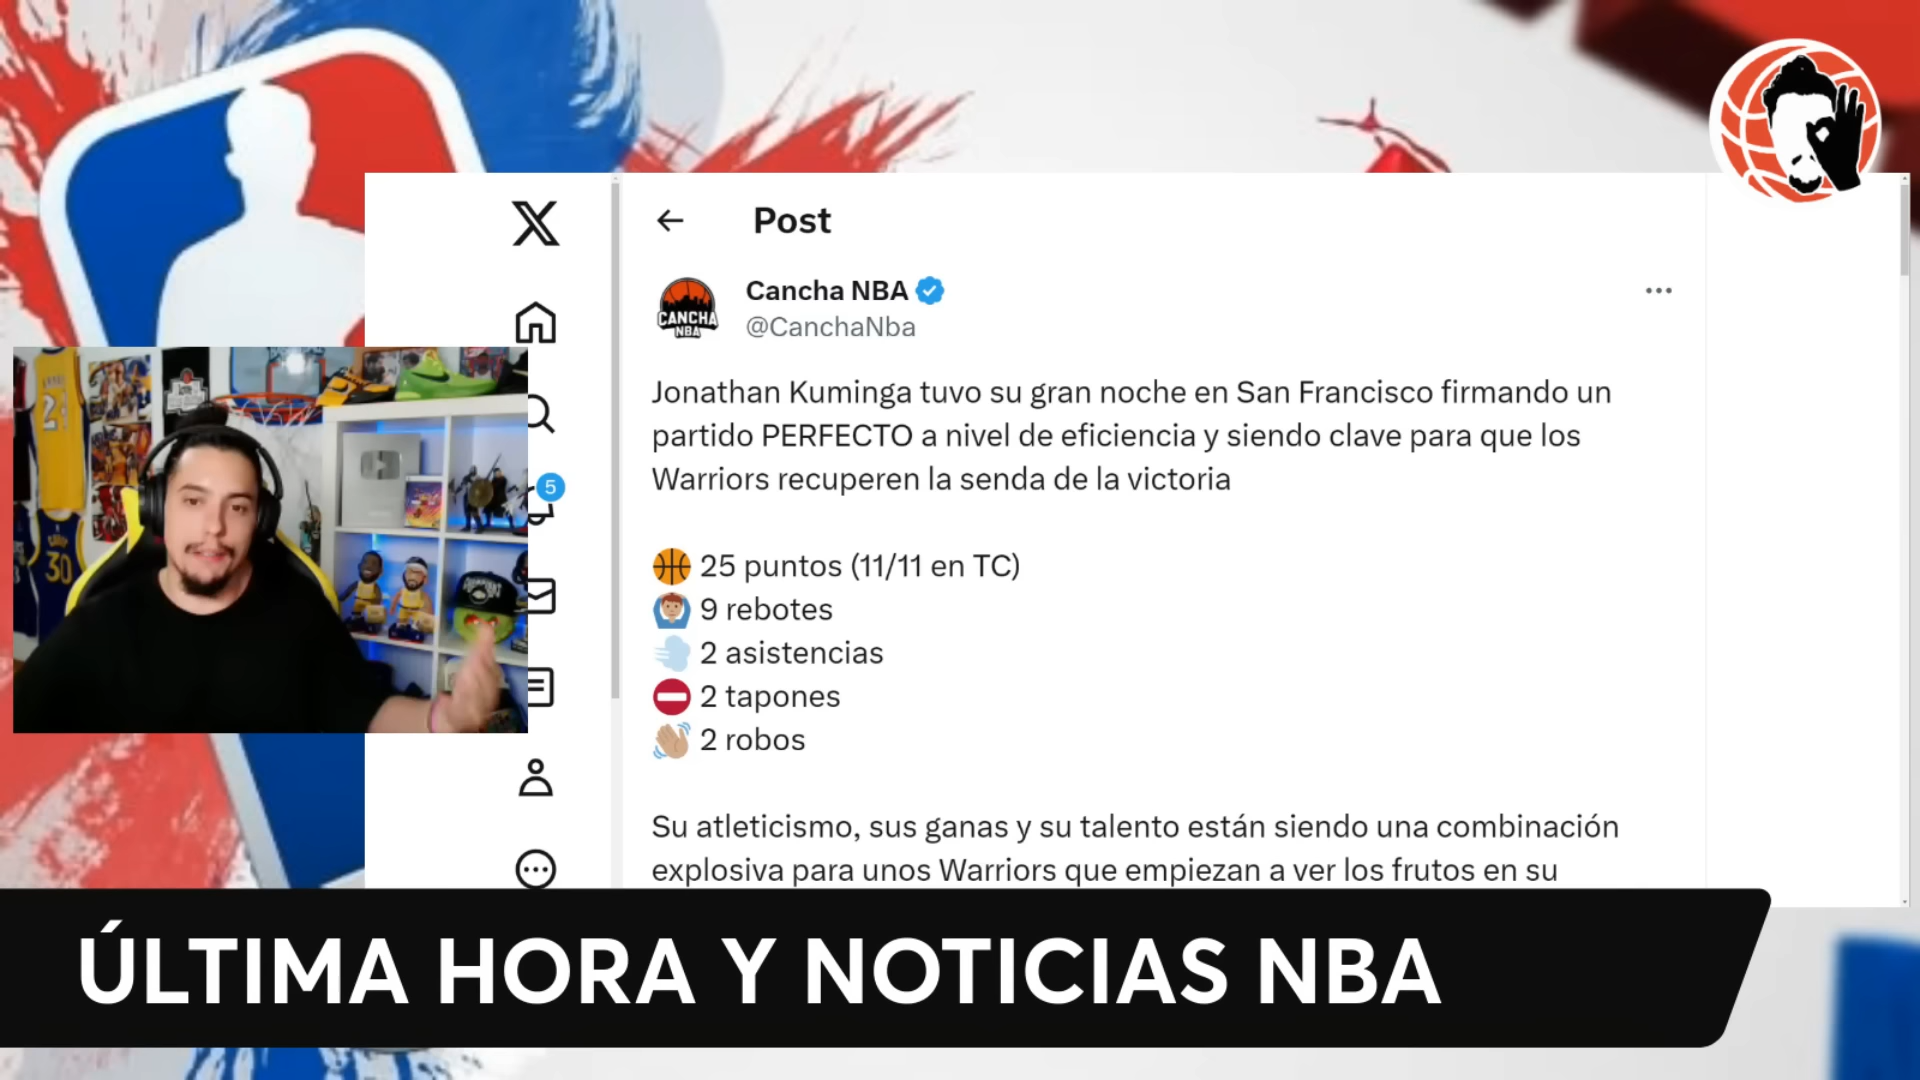 Post
Cancha NBA
@CanchaNba
CANCHA
NBA
Jonathan Kuminga tuvo su gran noche en San Francisco firmando un
partido PERFECTO a nivel de eficiencia y siendo clave para que los
Warriors recuperen la senda de la victoria
5
25 puntos (11/11 en TC)
9 rebotes
2 asistencias
2 tapones
2 robos
Su atleticismo, sus ganas y su talento están siendo una combinación
explosiva para unos Warriors que empiezan a ver los frutos en su
30
ÚLTIMA HORA Y NOTICIAS NBA